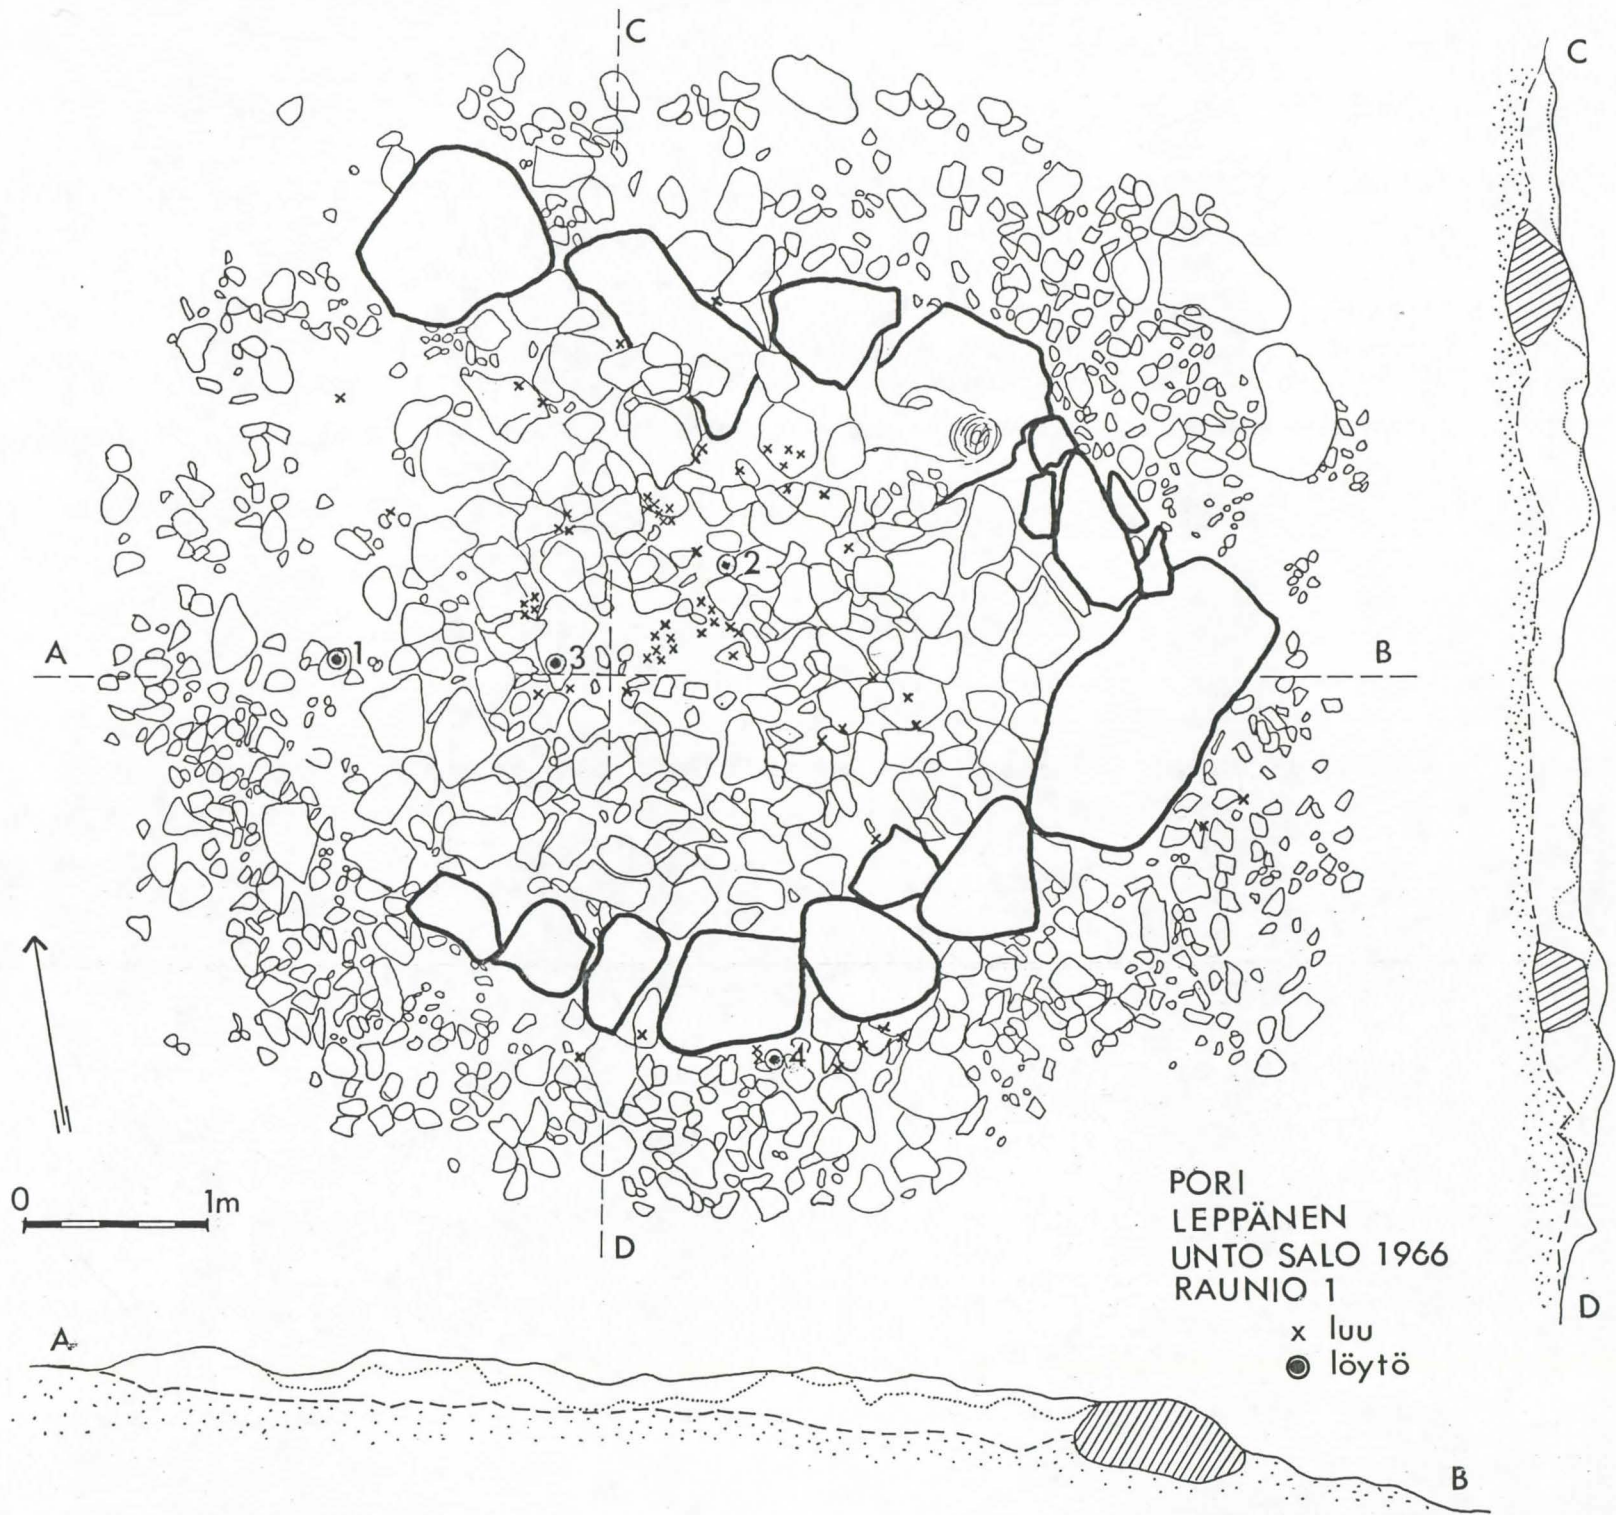 C
C
2
A
1
3
B
4
0
1m
D
PORI
LEPPÄNEN
UNTO SALO 1966
RAUNIO 1
x luu
löytö
D
A
B